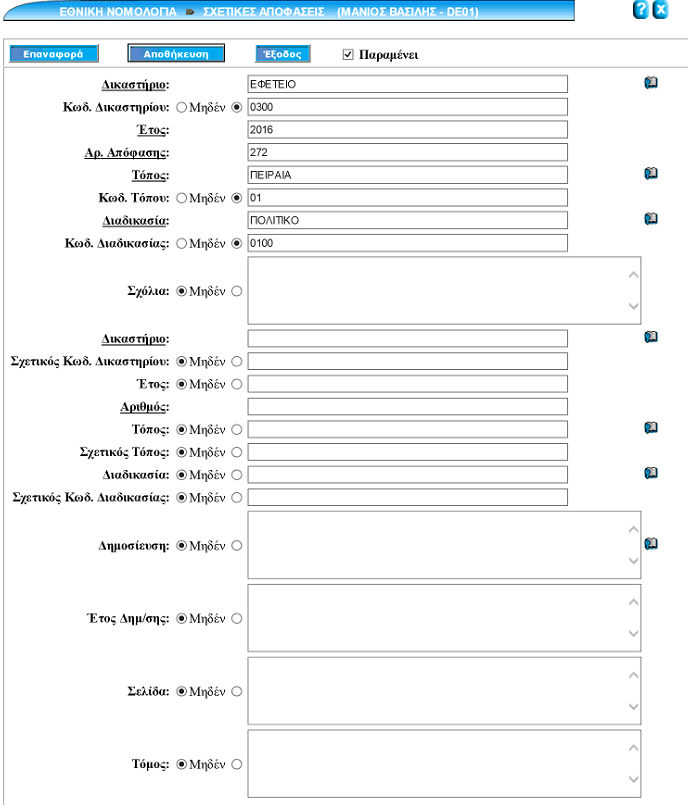 ΕΘΝΙΚΗ ΝΟΜΟΛΟΓΙΑ ΣΧΕΤΙΚΕΣ ΑΠΟΦΑΣΕΙΣ (ΜΑΝΙΟΣ ΒΑΣΙΛΗΣ - DE01) ? X
Επαναφορά Αποθήκευση Έξοδος Παραμένει
Δικαστήριο: ΕΦΕΤΕΙΟ
Κωδ. Δικαστηρίου: Μηδέν 0300
Έτος: 2016
Αρ. Απόφασης: 272
Τόπος: ΠΕΙΡΑΙΑ
Κωδ. Τόπου: Μηδέν 01
Διαδικασία: ΠΟΛΙΤΙΚΟ
Κωδ. Διαδικασίας: Μηδέν 0100
Σχόλια: Μηδέν
Δικαστήριο:
Σχετικός Κωδ. Δικαστηρίου: Μηδέν
Έτος: Μηδέν
Αριθμός:
Τόπος: Μηδέν
Σχετικός Τόπος: Μηδέν
Διαδικασία: Μηδέν
Σχετικός Κωδ. Διαδικασίας: Μηδέν
Δημοσίευση: Μηδέν
Έτος Δημ/σης: Μηδέν
Σελίδα: Μηδέν
Τόμος: Μηδέν